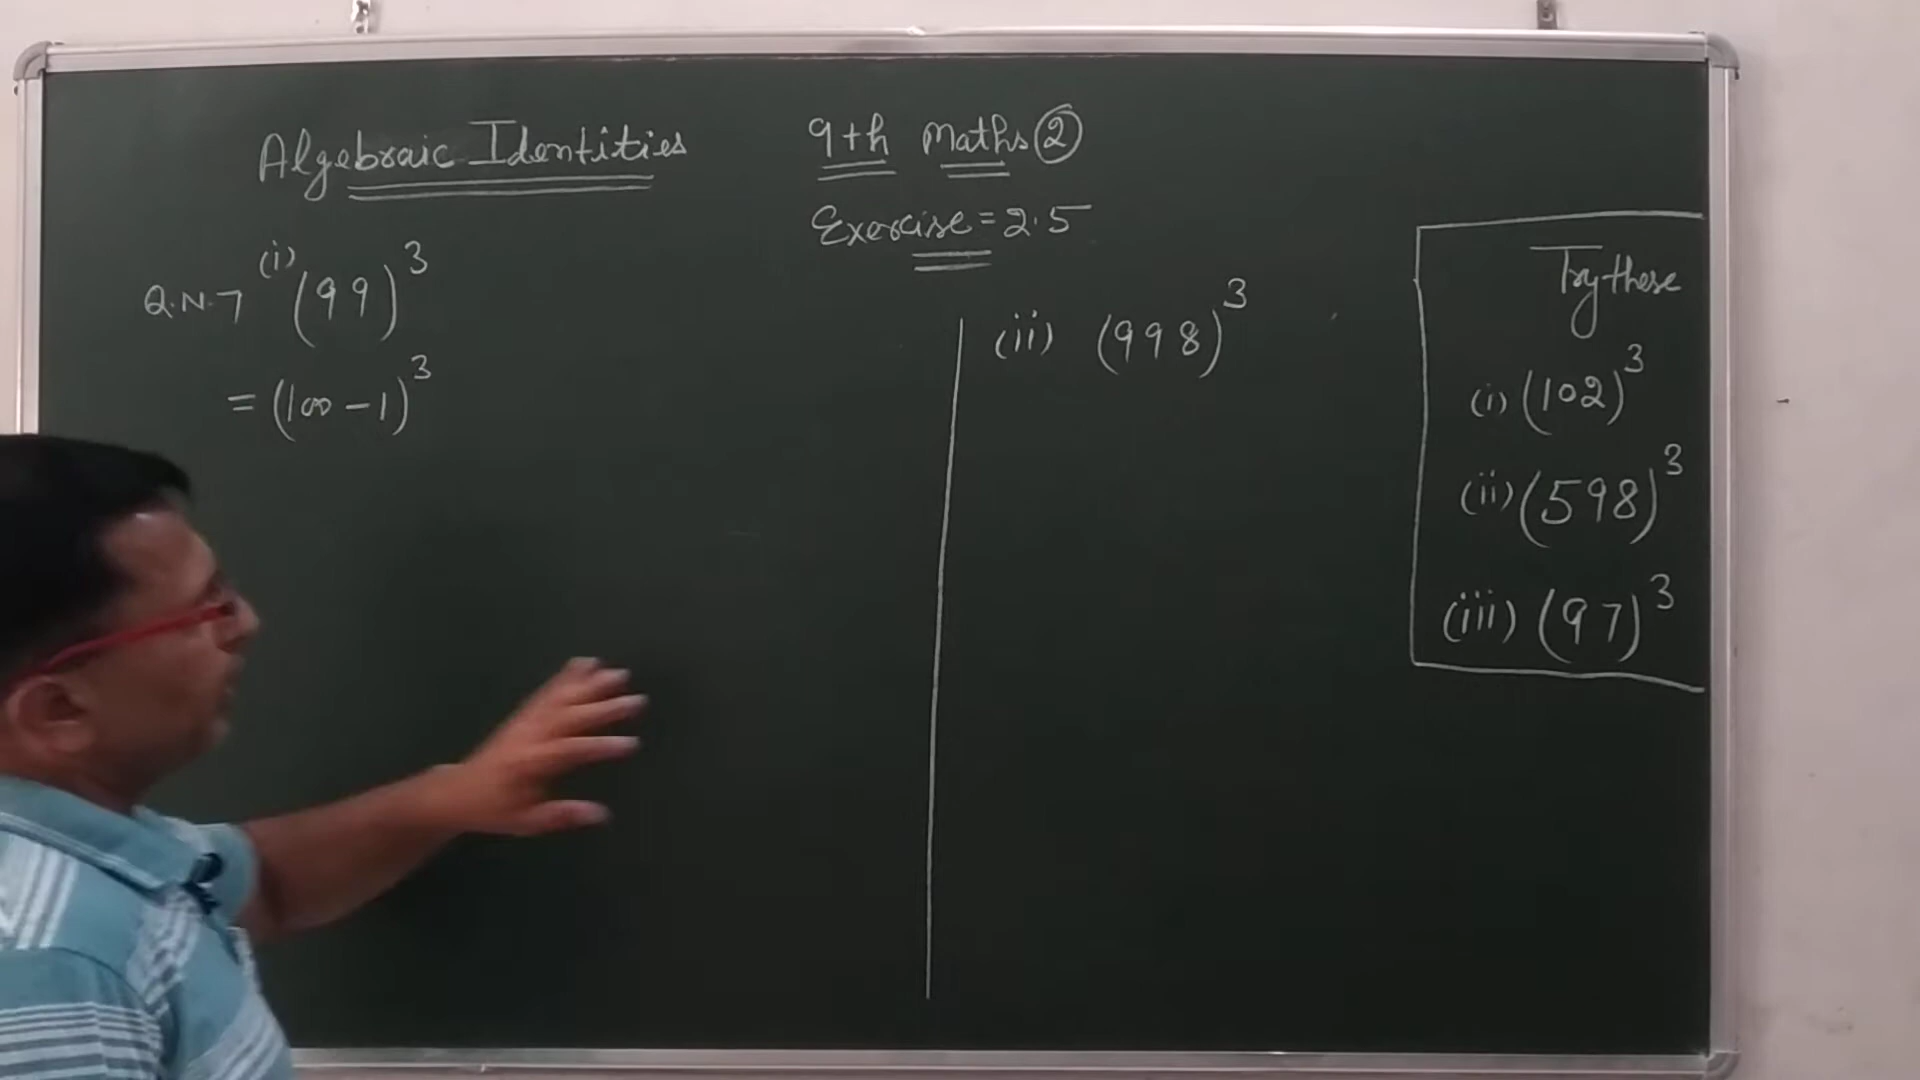 Algebraic Identities
9th Maths ②
Exercise = 2.5
Q.N.7 (i) (99)³
= (100 - 1)³
(ii) (998)³
Try these
(i) (102)³
(ii) (598)³
(iii) (97)³